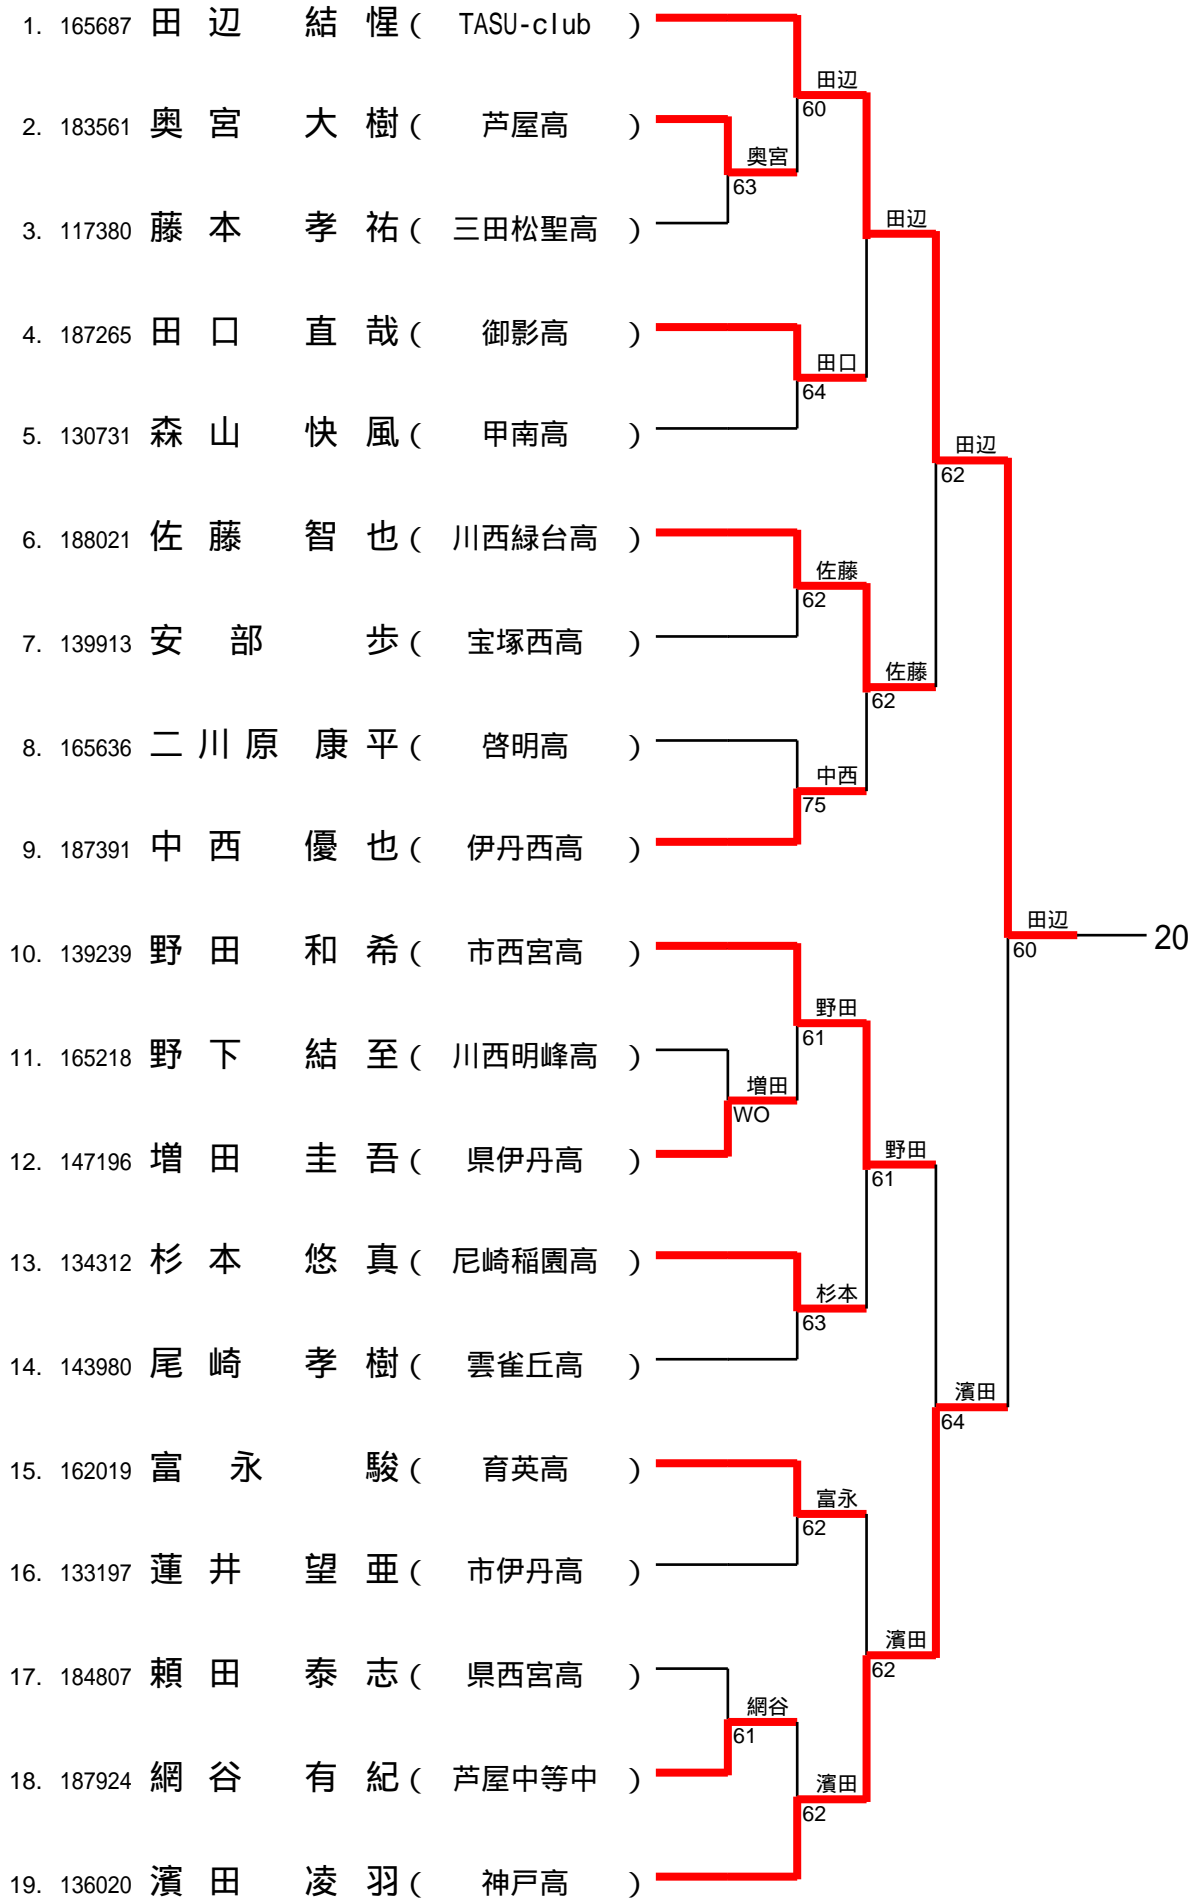 1. 165687 田辺 結惺 ( TASU-club )
田辺
60
2. 183561 奥宮 大樹 ( 芦屋高 )
奥宮
63
3. 117380 藤本 孝祐 ( 三田松聖高 )
田辺
4. 187265 田口 直哉 ( 御影高 )
田口
64
5. 130731 森山 快風 ( 甲南高 )
田辺
62
6. 188021 佐藤 智也 ( 川西緑台高 )
佐藤
62
7. 139913 安部 歩 ( 宝塚西高 )
佐藤
62
8. 165636 二川原 康平 ( 啓明高 )
中西
75
9. 187391 中西 優也 ( 伊丹西高 )
田辺
60
20
10. 139239 野田 和希 ( 市西宮高 )
野田
61
11. 165218 野下 結至 ( 川西明峰高 )
増田
WO
12. 147196 増田 圭吾 ( 県伊丹高 )
野田
61
13. 134312 杉本 悠真 ( 尼崎稲園高 )
杉本
63
14. 143980 尾崎 孝樹 ( 雲雀丘高 )
濱田
64
15. 162019 富永 駿 ( 育英高 )
富永
62
16. 133197 蓮井 望亜 ( 市伊丹高 )
濱田
62
17. 184807 頼田 泰志 ( 県西宮高 )
網谷
61
18. 187924 網谷 有紀 ( 芦屋中等中 )
濱田
62
19. 136020 濱田 凌羽 ( 神戸高 )